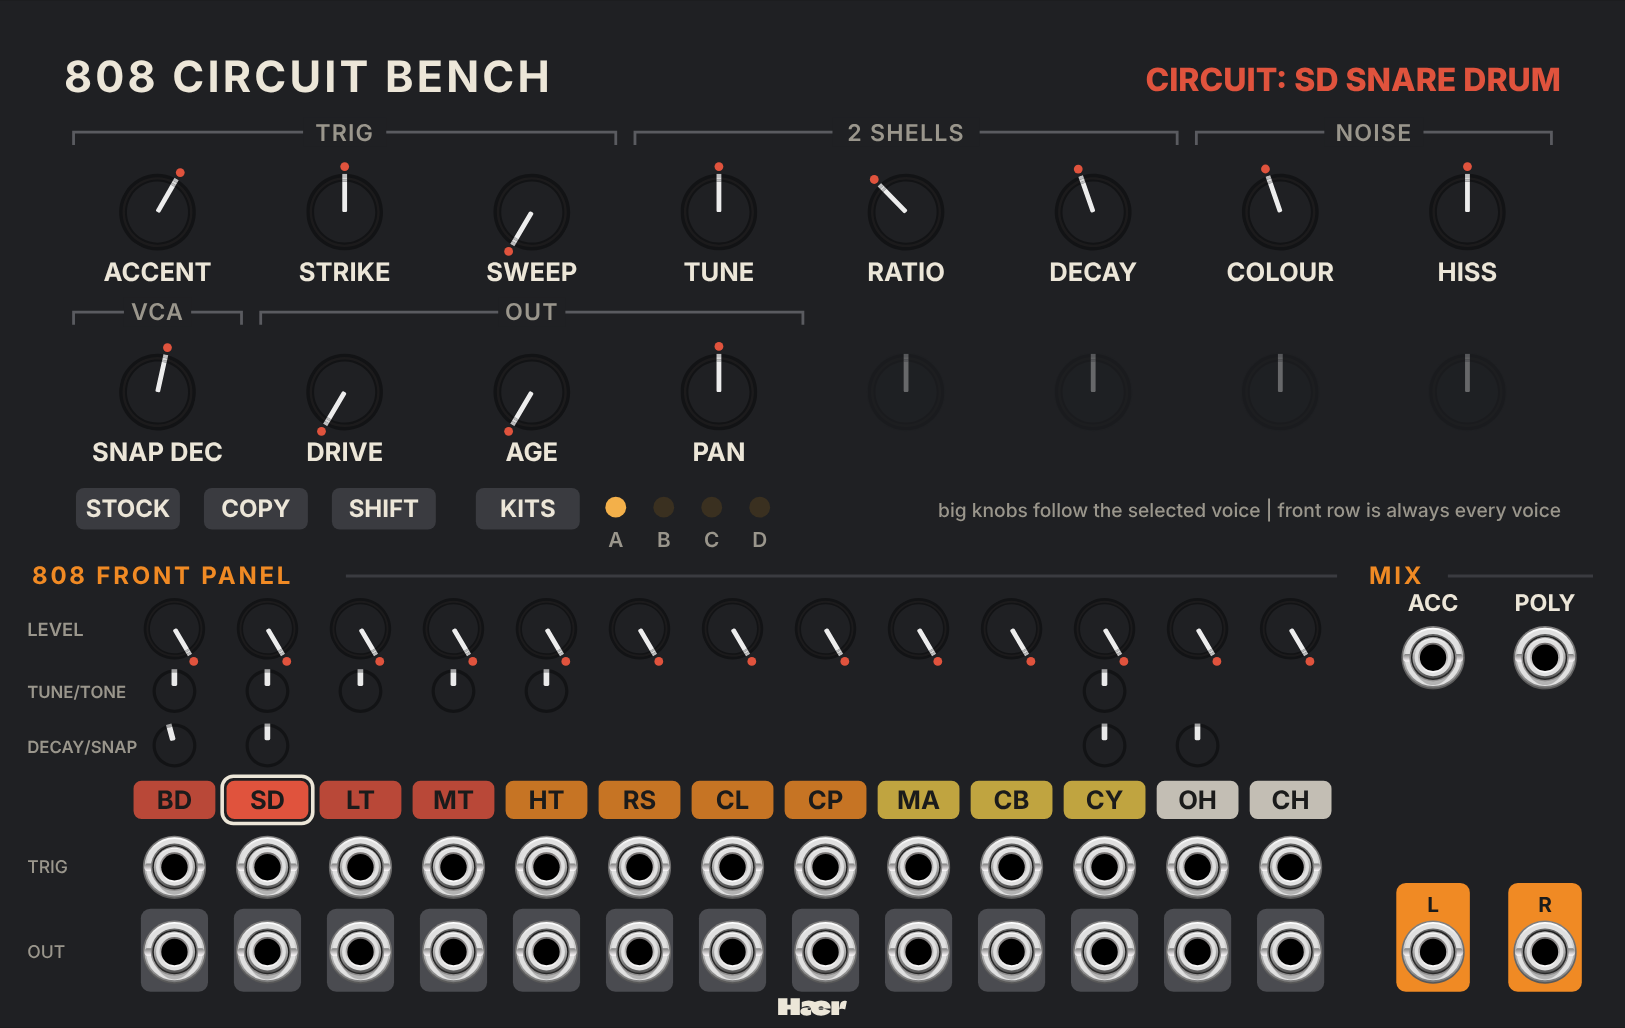 808 CIRCUIT BENCH
CIRCUIT: SD SNARE DRUM
TRIG 2 SHELLS NOISE
ACCENT STRIKE SWEEP TUNE RATIO DECAY COLOUR HISS
VCA OUT
SNAP DEC DRIVE AGE PAN
STOCK COPY SHIFT KITS
A B C D
big knobs follow the selected voice | front row is always every voice
808 FRONT PANEL
MIX
ACC POLY
LEVEL
TUNE/TONE
DECAY/SNAP
BD SD LT MT HT RS CL CP MA CB CY OH CH
TRIG
L R
OUT
Hær